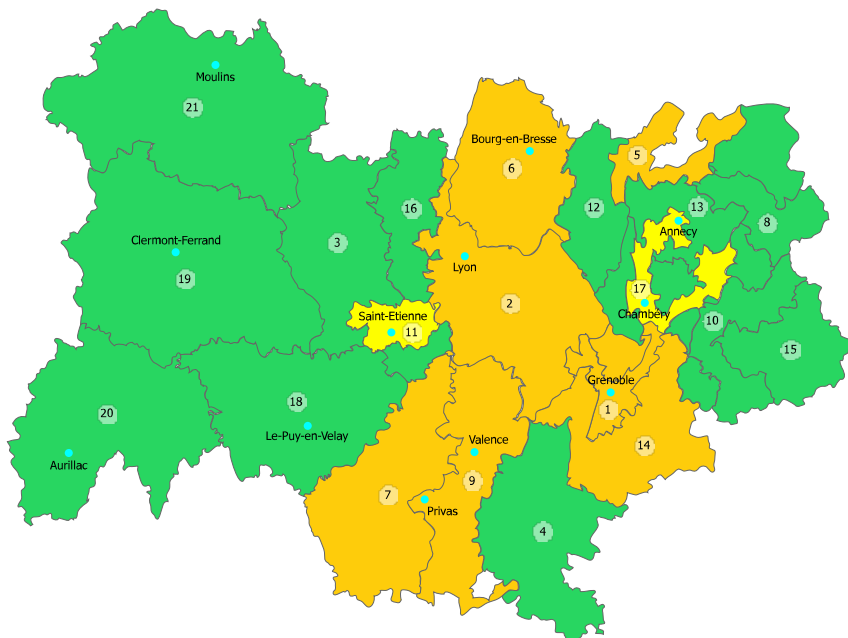 Moulins
21
Bourg-en-Bresse
6
5
12
13
16
Annecy
8
3
Clermont-Ferrand
19
Lyon
17
2
Chambéry
10
Saint-Etienne
11
15
Grenoble
1
18
20
Le-Puy-en-Velay
14
Valence
Aurillac
9
7
Privas
4